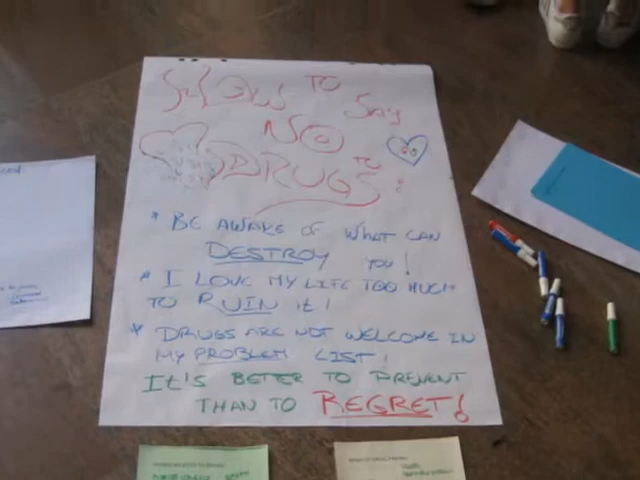 TO
SAY
NO
TO
DRUGS!
* BE AWARE OF WHAT CAN
DESTROY YOU!
* I LOVE MY LIFE TOO MUCH
TO RUIN it!
* DRUGS ARE NOT WELCOME IN
MY PROBLEM LIST!
IT'S BETTER TO PREVENT
THAN TO REGRET!